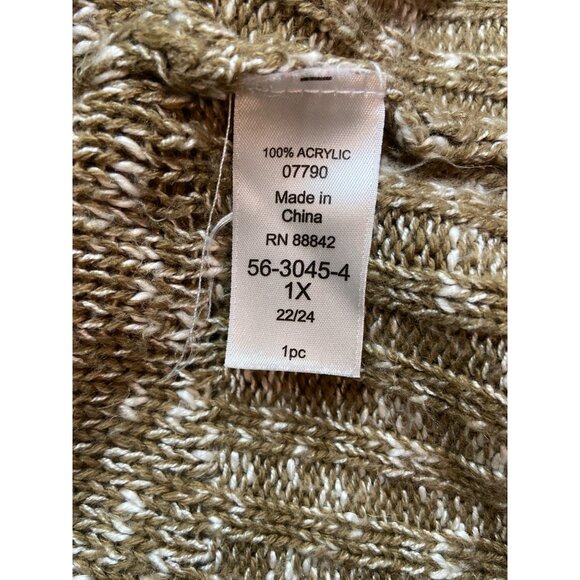 100% ACRYLIC
07790
Made in
China
RN 88842
56-3045-4
1X
22/24
1pc